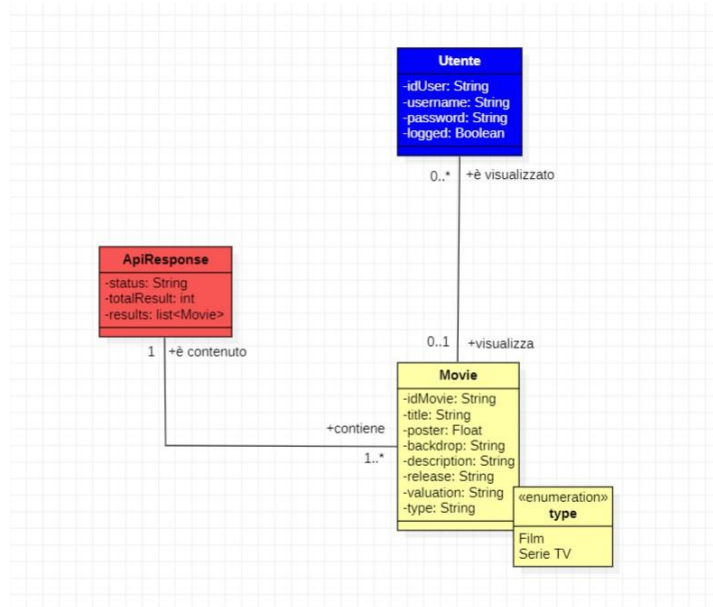 Utente
-idUser: String
-username: String
-password: String
-logged: Boolean
0..* +è visualizzato
ApiResponse
-status: String
-totalResult: int
-results: list<Movie>
1 +è contenuto
0..1 +visualizza
Movie
-idMovie: String
-title: String
-poster: Float
-backdrop: String
-description: String
-release: String
-valuation: String
-type: String
+contiene
1..*
«enumeration»
type
Film
Serie TV